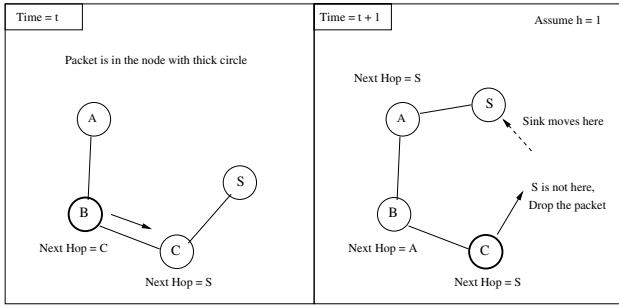 Time = t
Packet is in the node with thick circle
A
S
B
C
Next Hop = C
Next Hop = S
Time = t + 1
Assume h = 1
Next Hop = S
A
S
Sink moves here
S is not here,
Drop the packet
B
C
Next Hop = A
Next Hop = S